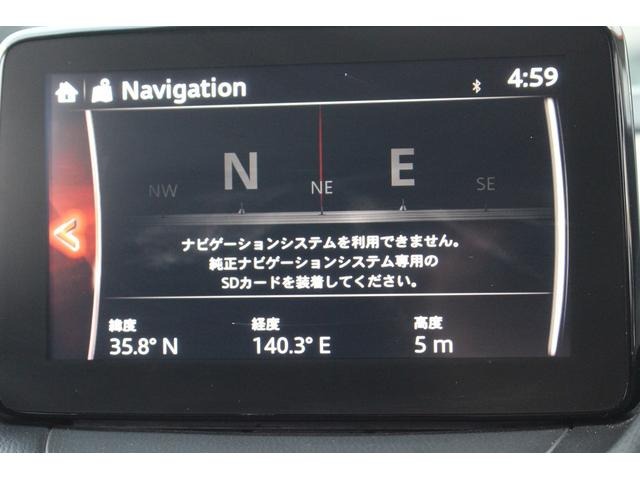 Navigation 4:59
NW N NE E SE
ナビゲーションシステムを利用できません。
純正ナビゲーションシステム専用の
SDカードを装着してください。
緯度 経度 高度
35.8° N 140.3° E 5 m